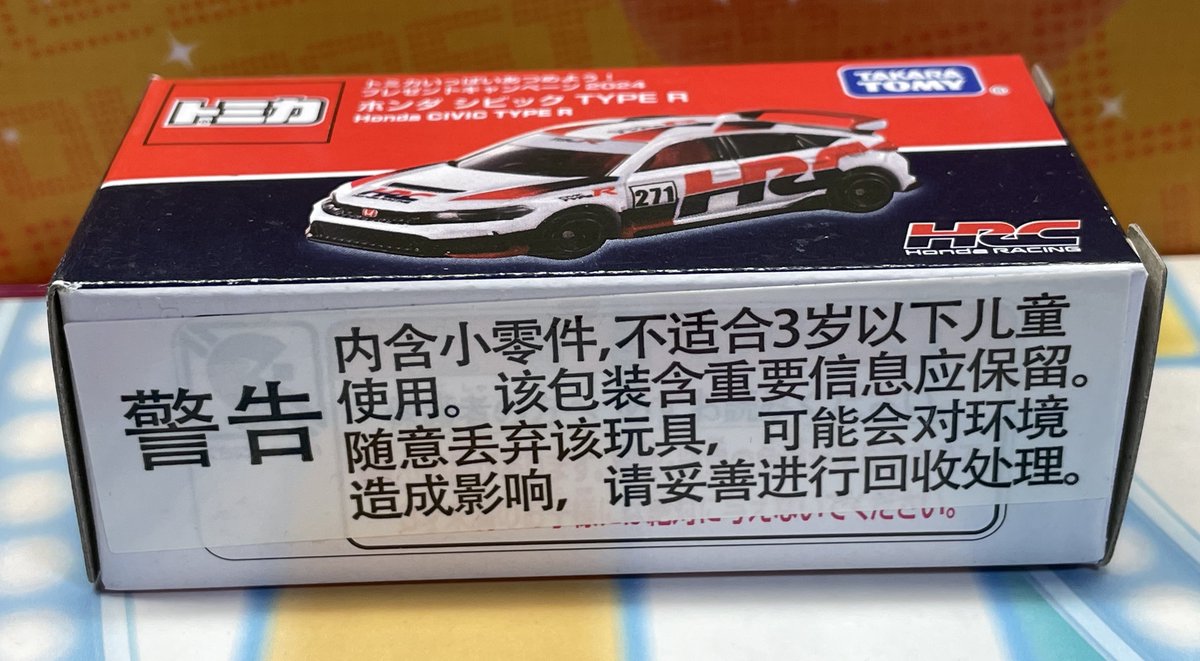 トミカ
トミカいっぱいあつめよう!
プレゼントキャンペーン2024
ホンダ シビック TYPE R
Honda CIVIC TYPE R
TAKARA
TOMY
HRC
271
HRC
HRC
Honda RACING
警告
内含小零件,不适合3岁以下儿童
使用。该包装含重要信息应保留。
随意丢弃该玩具,可能会对环境
造成影响,请妥善进行回收处理。
ください。